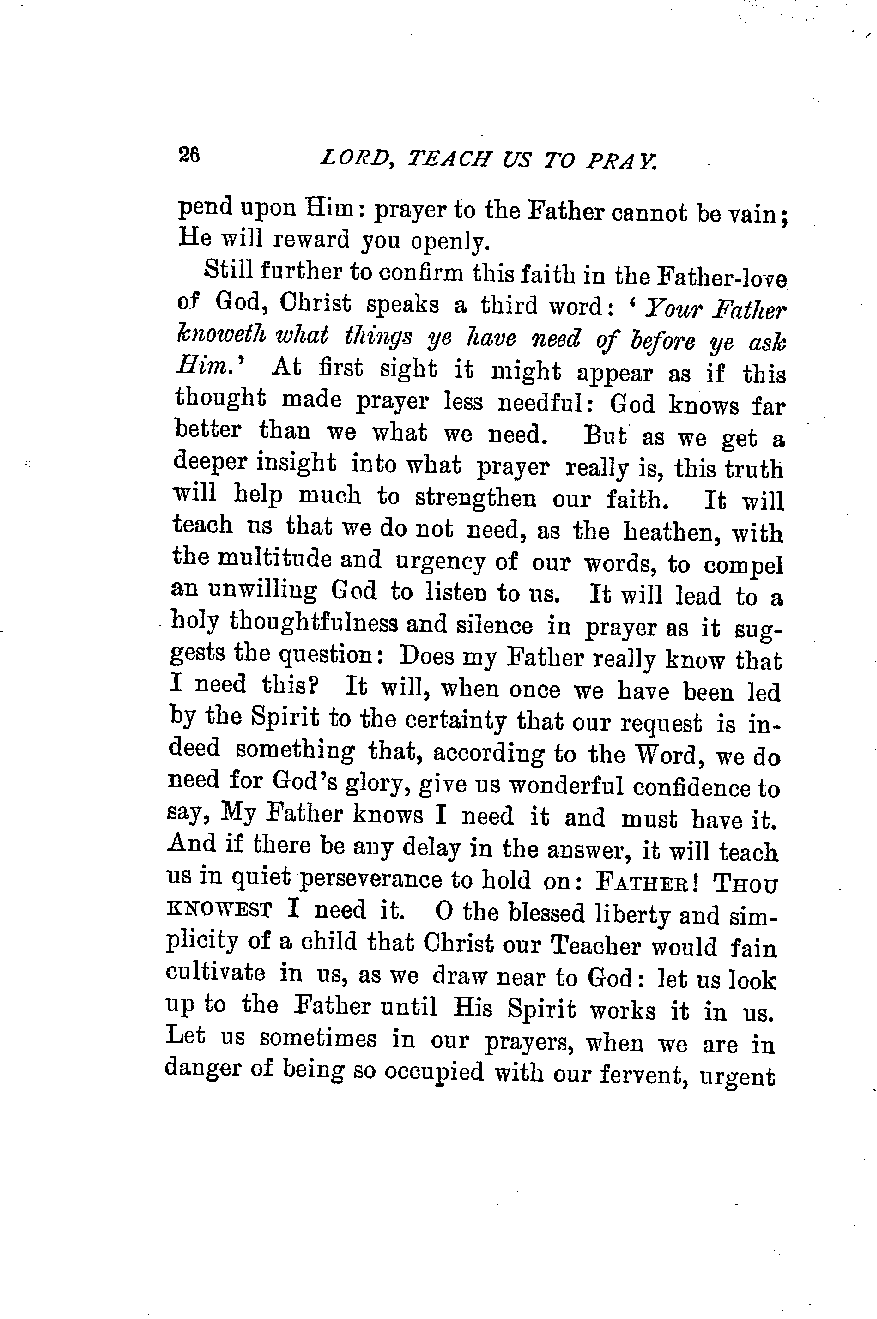 26 LORD, TEACH US TO PRAY.
pend upon Him: prayer to the Father cannot be vain;
He will reward you openly.
Still further to confirm this faith in the Father-love
of God, Christ speaks a third word: ‘ Your Father
knoweth what things ye have need of before ye ask
Him.’ At first sight it might appear as if this
thought made prayer less needful: God knows far
better than we what we need. But as we get a
deeper insight into what prayer really is, this truth
will help much to strengthen our faith. It will
teach us that we do not need, as the heathen, with
the multitude and urgency of our words, to compel
an unwilling God to listen to us. It will lead to a
holy thoughtfulness and silence in prayer as it sug-
gests the question: Does my Father really know that
I need this? It will, when once we have been led
by the Spirit to the certainty that our request is in-
deed something that, according to the Word, we do
need for God's glory, give us wonderful confidence to
say, My Father knows I need it and must have it.
And if there be any delay in the answer, it will teach
us in quiet perseverance to hold on: FATHER! THOU
KNOWEST I need it. O the blessed liberty and sim-
plicity of a child that Christ our Teacher would fain
cultivate in us, as we draw near to God: let us look
up to the Father until His Spirit works it in us.
Let us sometimes in our prayers, when we are in
danger of being so occupied with our fervent, urgent